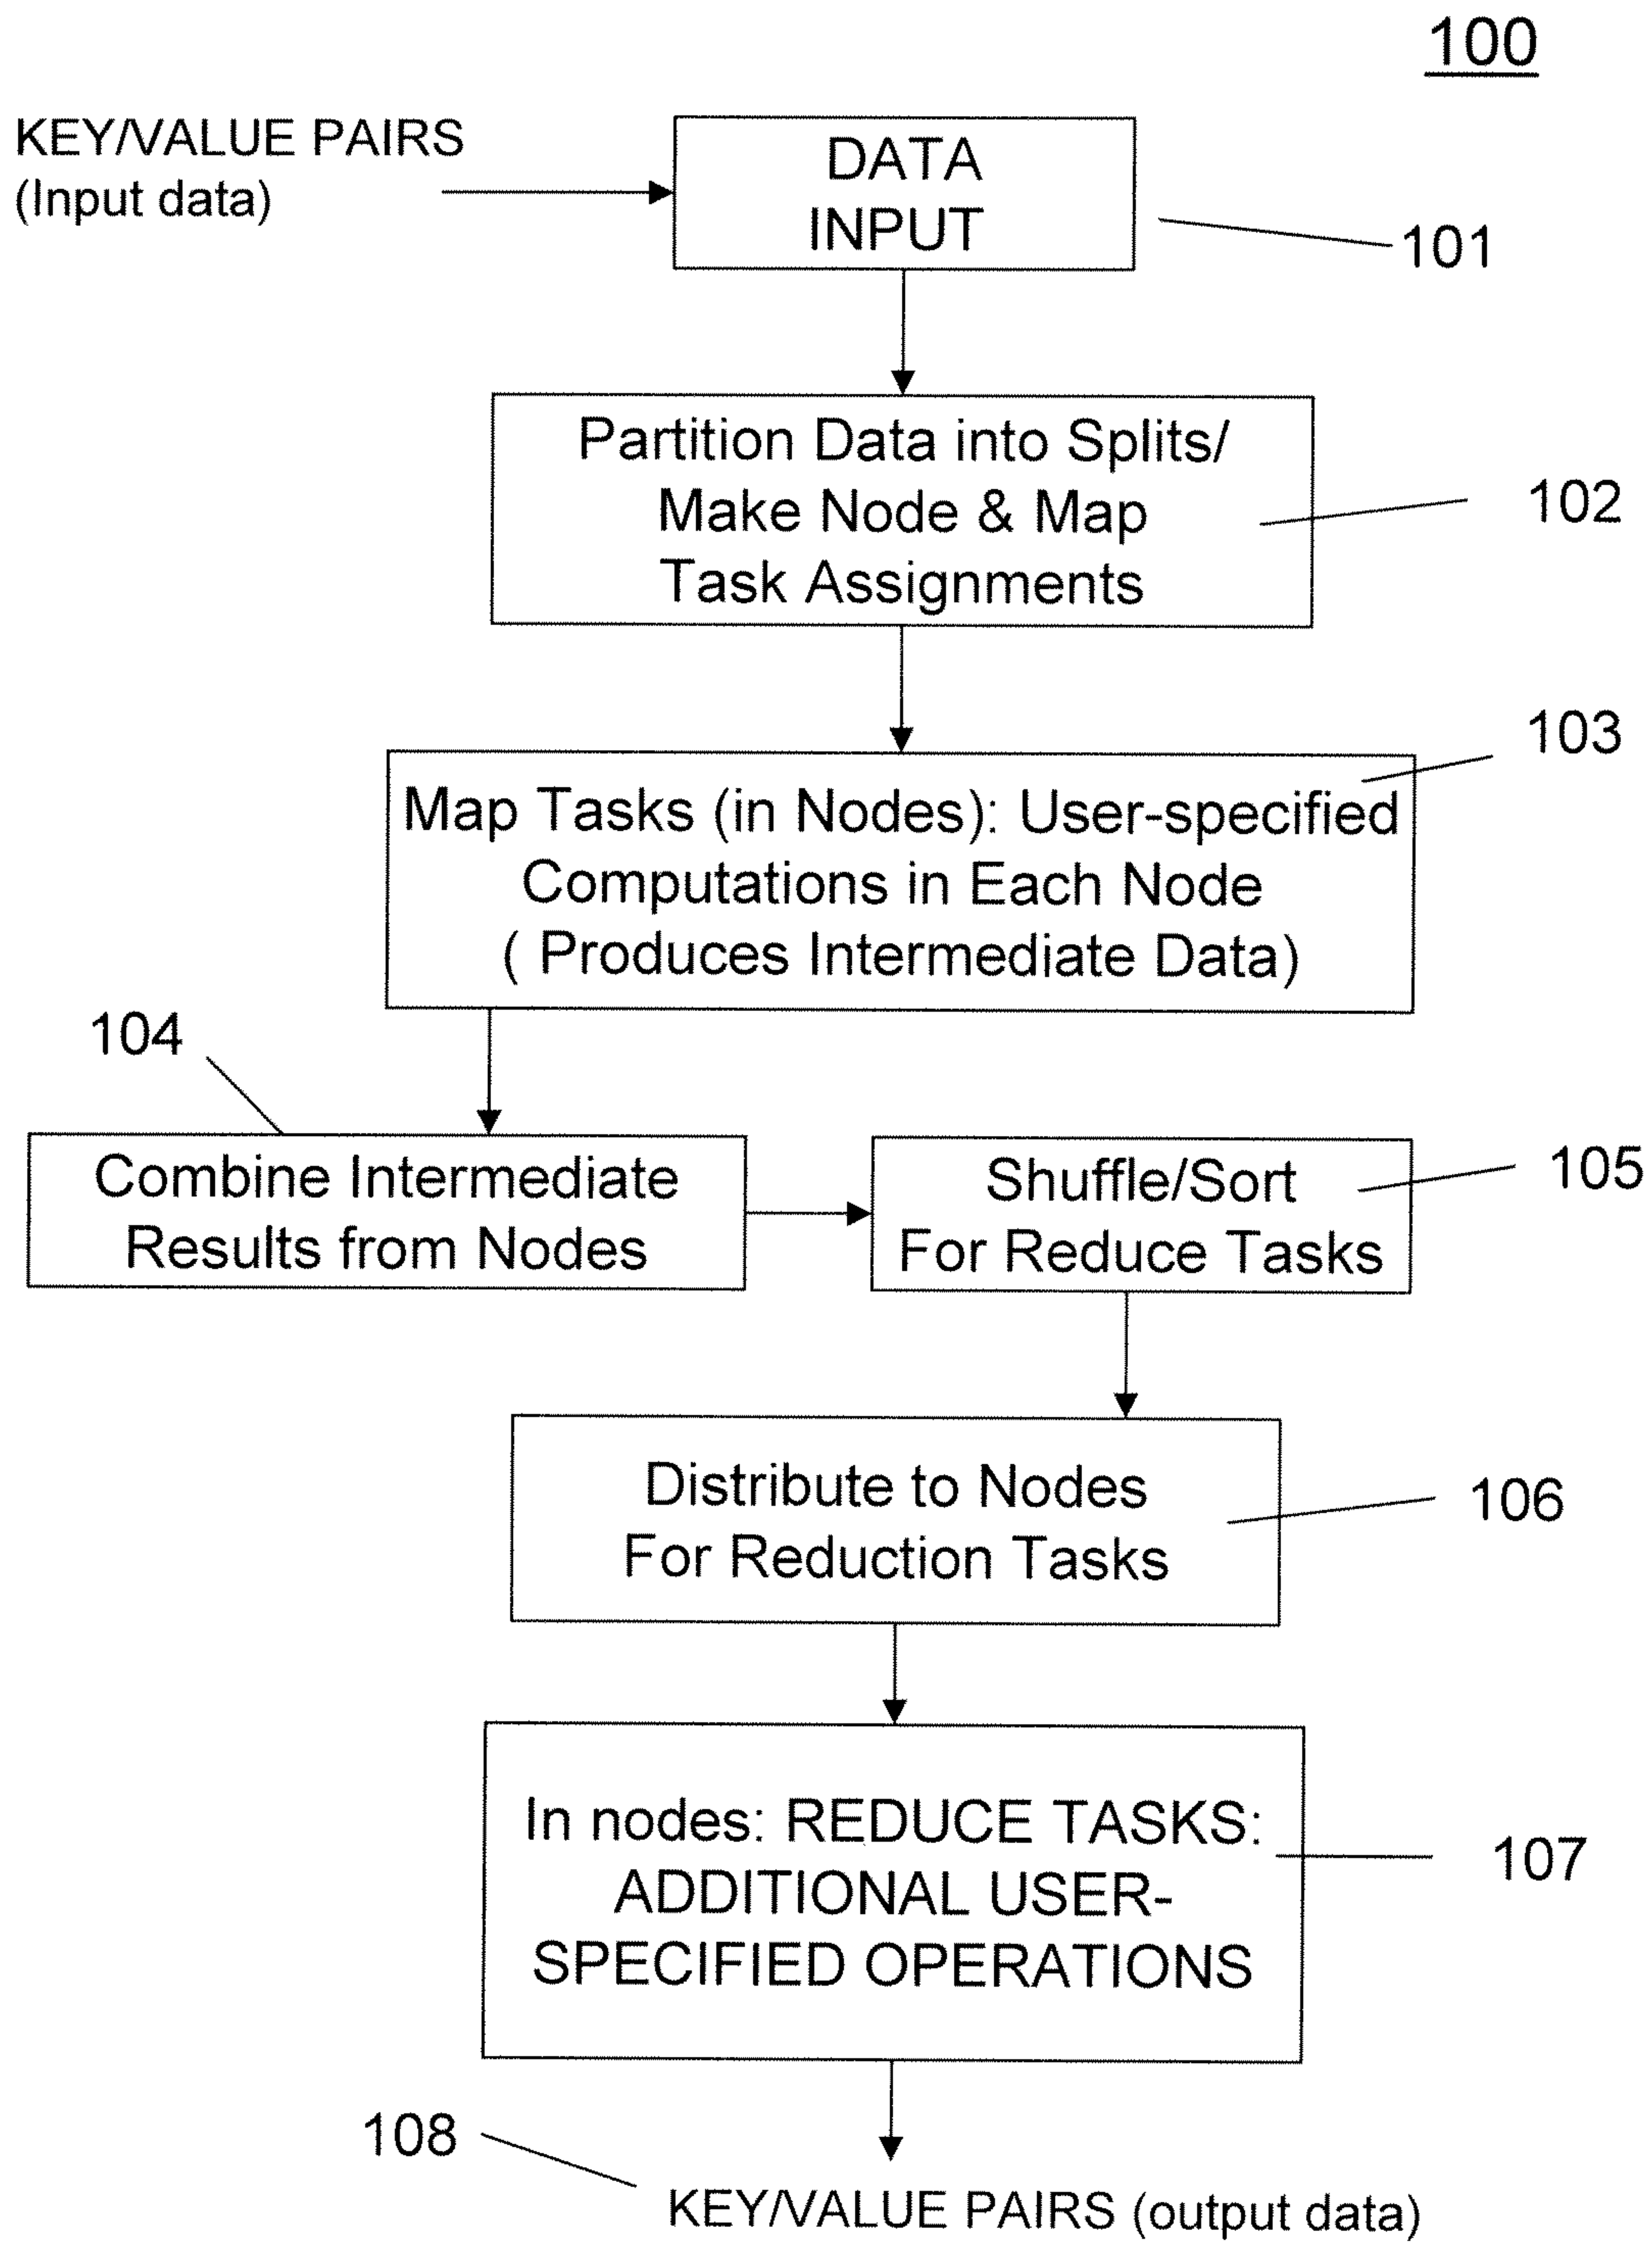 100
KEY/VALUE PAIRS
(Input data)
DATA
INPUT
101
Partition Data into Splits/
Make Node & Map
Task Assignments
102
103
Map Tasks (in Nodes): User-specified
Computations in Each Node
( Produces Intermediate Data)
104
Combine Intermediate
Results from Nodes
Shuffle/Sort
For Reduce Tasks
105
Distribute to Nodes
For Reduction Tasks
106
In nodes: REDUCE TASKS:
ADDITIONAL USER-
SPECIFIED OPERATIONS
107
108
KEY/VALUE PAIRS (output data)